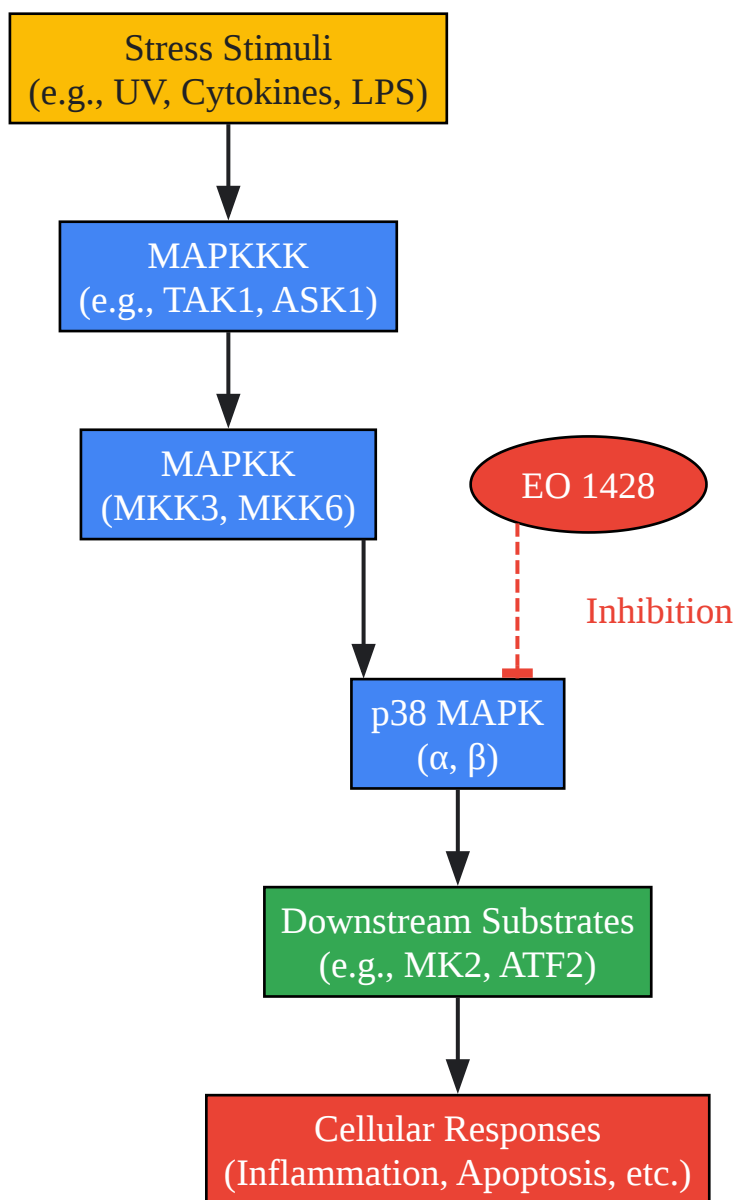 Stress Stimuli
(e.g., UV, Cytokines, LPS)
MAPKKK
(e.g., TAK1, ASK1)
MAPKK
(MKK3, MKK6)
EO 1428
Inhibition
p38 MAPK
(α, β)
Downstream Substrates
(e.g., MK2, ATF2)
Cellular Responses
(Inflammation, Apoptosis, etc.)